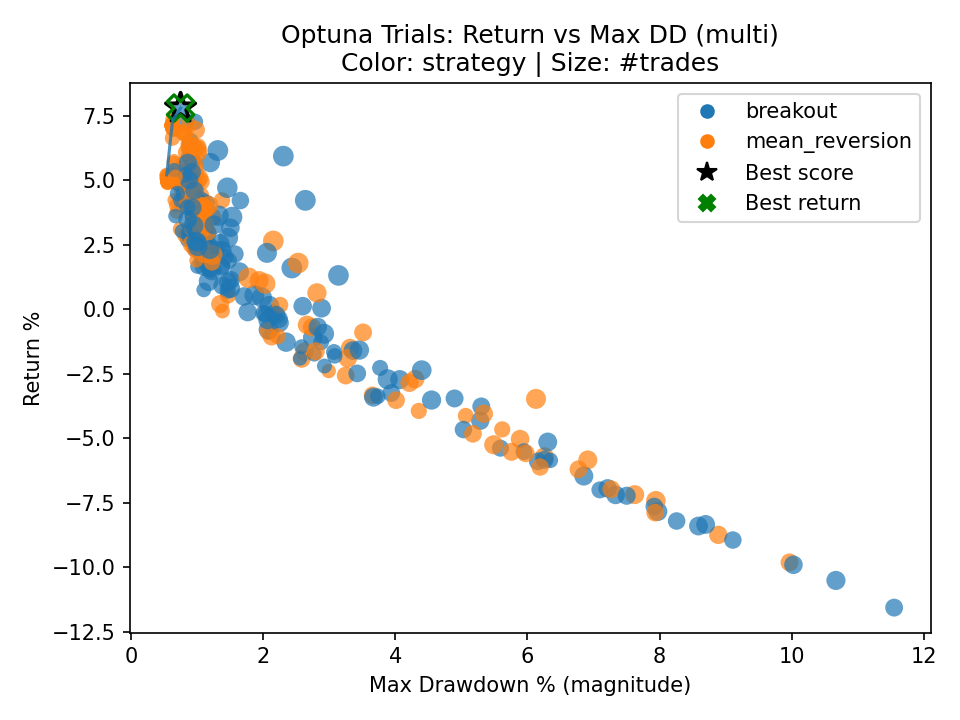 Optuna Trials: Return vs Max DD (multi)
Color: strategy | Size: #trades
breakout
mean_reversion
Best score
Best return
Return %
7.5
5.0
2.5
0.0
−2.5
−5.0
−7.5
−10.0
−12.5
0 2 4 6 8 10 12
Max Drawdown % (magnitude)